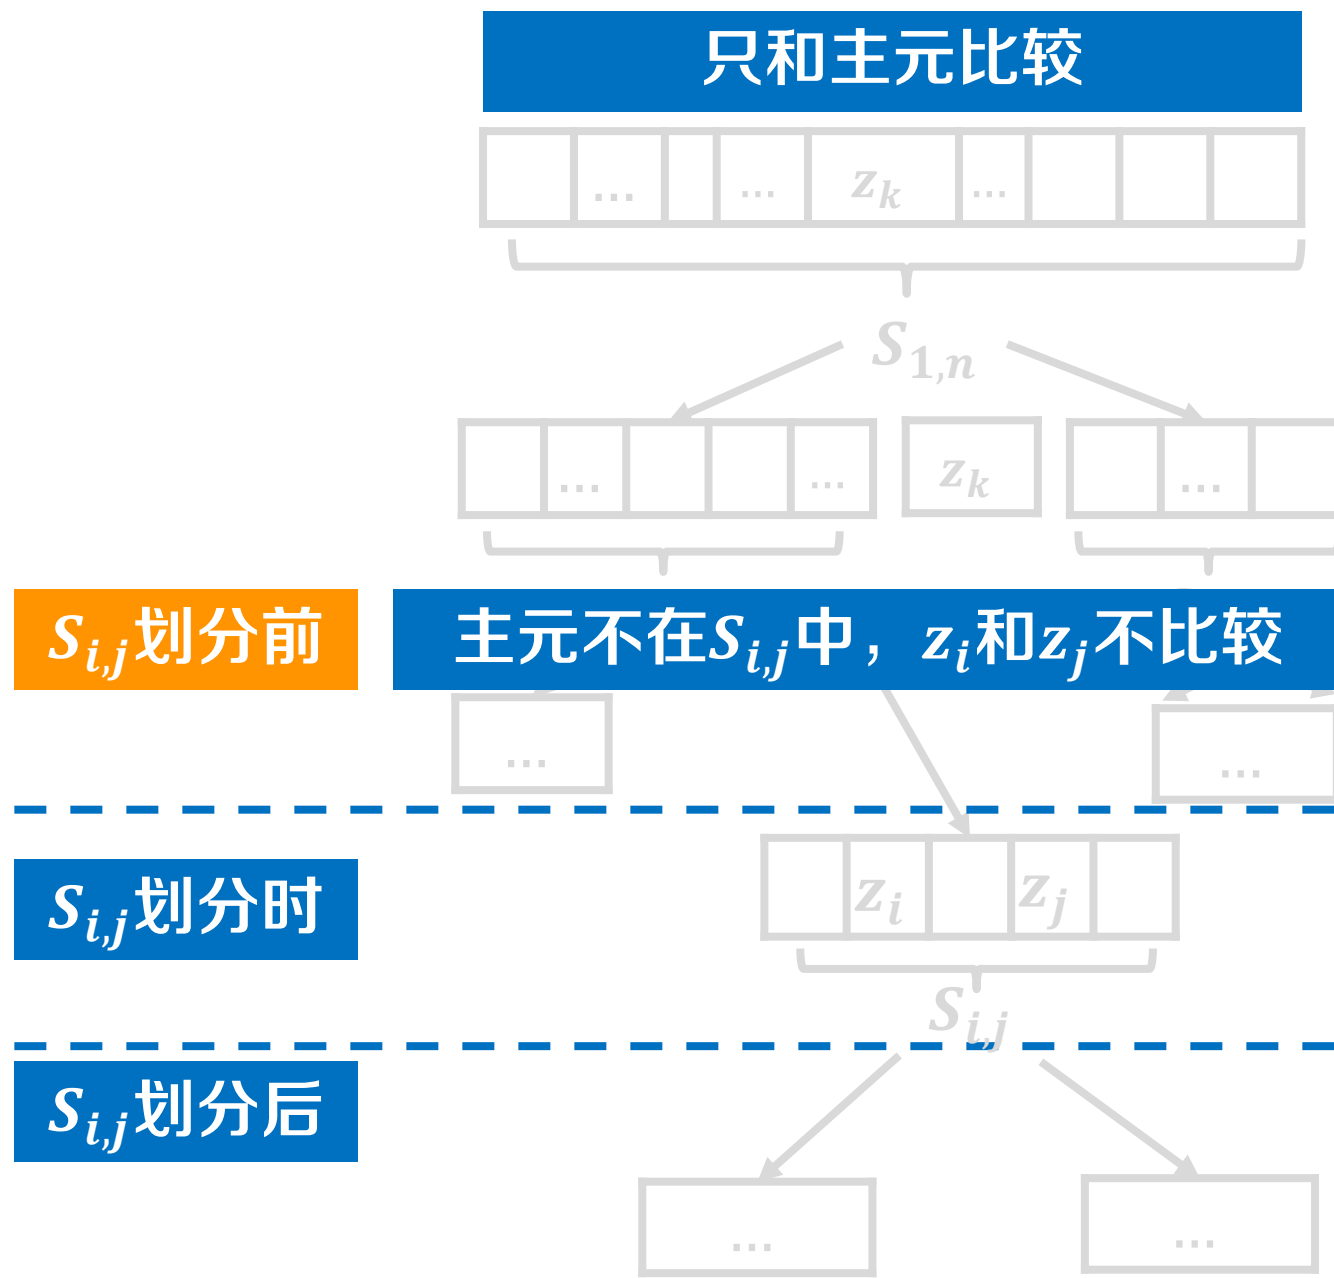 只和主元比较
... ... z_k ...
S_{1,n}
... ... z_k ...
S_{i,j}划分前 主元不在S_{i,j}中，z_i和z_j不比较
... ...
S_{i,j}划分时 z_i z_j
S_{i,j}
S_{i,j}划分后
... ...